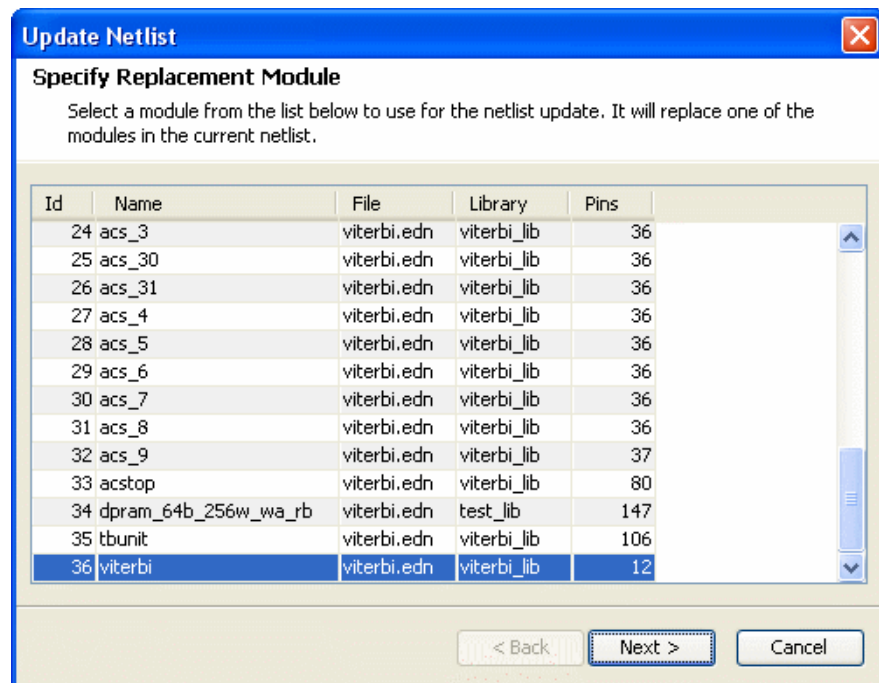 Update Netlist
Specify Replacement Module
Select a module from the list below to use for the netlist update. It will replace one of the
modules in the current netlist.
Id Name File Library Pins
24 acs_3 viterbi.edn viterbi_lib 36
25 acs_30 viterbi.edn viterbi_lib 36
26 acs_31 viterbi.edn viterbi_lib 36
27 acs_4 viterbi.edn viterbi_lib 36
28 acs_5 viterbi.edn viterbi_lib 36
29 acs_6 viterbi.edn viterbi_lib 36
30 acs_7 viterbi.edn viterbi_lib 36
31 acs_8 viterbi.edn viterbi_lib 36
32 acs_9 viterbi.edn viterbi_lib 37
33 acstop viterbi.edn viterbi_lib 80
34 dpram_64b_256w_wa_rb viterbi.edn test_lib 147
35 tbunit viterbi.edn viterbi_lib 106
36 viterbi viterbi.edn viterbi_lib 12
< Back Next > Cancel